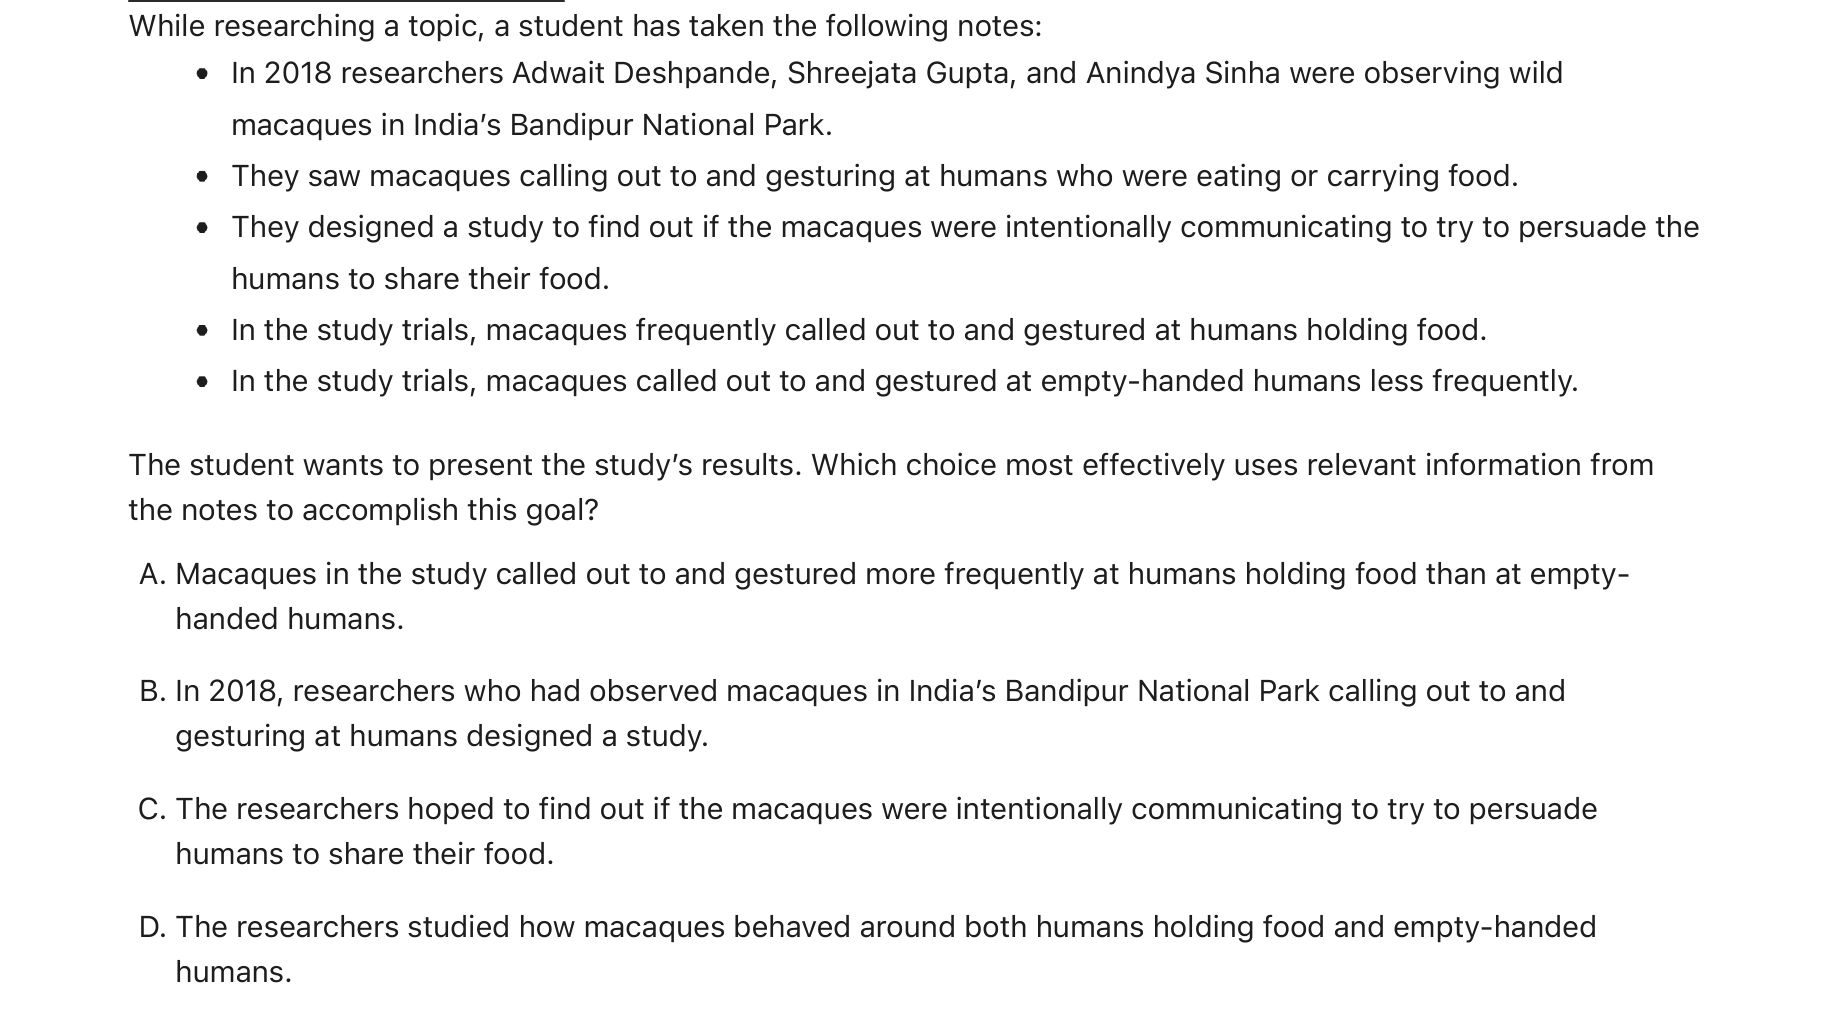 While researching a topic, a student has taken the following notes:
• In 2018 researchers Adwait Deshpande, Shreejata Gupta, and Anindya Sinha were observing wild
macaques in India’s Bandipur National Park.
• They saw macaques calling out to and gesturing at humans who were eating or carrying food.
• They designed a study to find out if the macaques were intentionally communicating to try to persuade the
humans to share their food.
• In the study trials, macaques frequently called out to and gestured at humans holding food.
• In the study trials, macaques called out to and gestured at empty-handed humans less frequently.
The student wants to present the study’s results. Which choice most effectively uses relevant information from
the notes to accomplish this goal?
A. Macaques in the study called out to and gestured more frequently at humans holding food than at empty-
handed humans.
B. In 2018, researchers who had observed macaques in India’s Bandipur National Park calling out to and
gesturing at humans designed a study.
C. The researchers hoped to find out if the macaques were intentionally communicating to try to persuade
humans to share their food.
D. The researchers studied how macaques behaved around both humans holding food and empty-handed
humans.